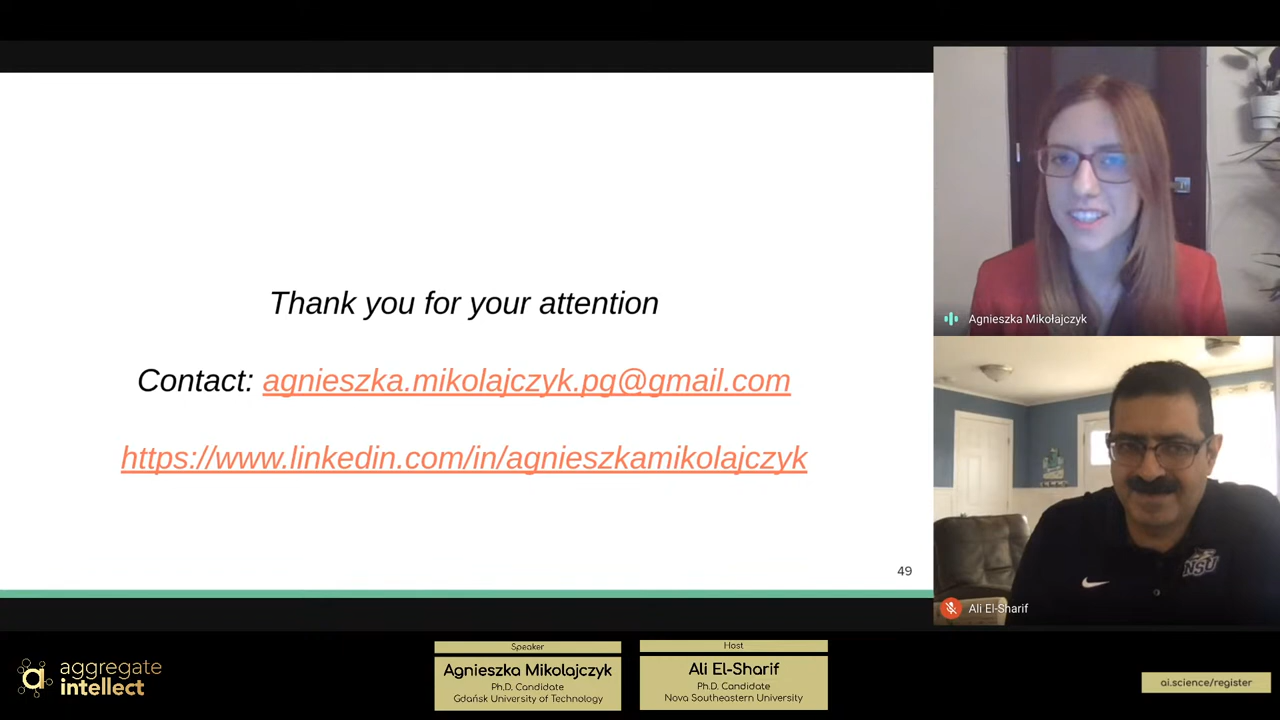 Thank you for your attention
Contact: agnieszka.mikolajczyk.pg@gmail.com
https://www.linkedin.com/in/agnieszkamikolajczyk
49
Agnieszka Mikołajczyk
NSU
Ali El-Sharif
aggregate
intellect
Speaker
Agnieszka Mikolajczyk
Ph.D. Candidate
Gdańsk University of Technology
Host
Ali El-Sharif
Ph.D. Candidate
Nova Southeastern University
ai.science/register